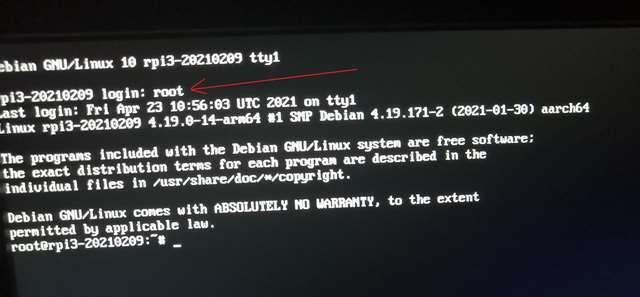 ebian GNU/Linux 10 rpi3-20210209 tty1
rpi3-20210209 login: root
Last login: Fri Apr 23 10:56:03 UTC 2021 on tty1
Linux rpi3-20210209 4.19.0-14-arm64 #1 SMP Debian 4.19.171-2 (2021-01-30) aarch64
The programs included with the Debian GNU/Linux system are free software;
the exact distribution terms for each program are described in the
individual files in /usr/share/doc/*/copyright.
Debian GNU/Linux comes with ABSOLUTELY NO WARRANTY, to the extent
permitted by applicable law.
root@rpi3-20210209:~# _